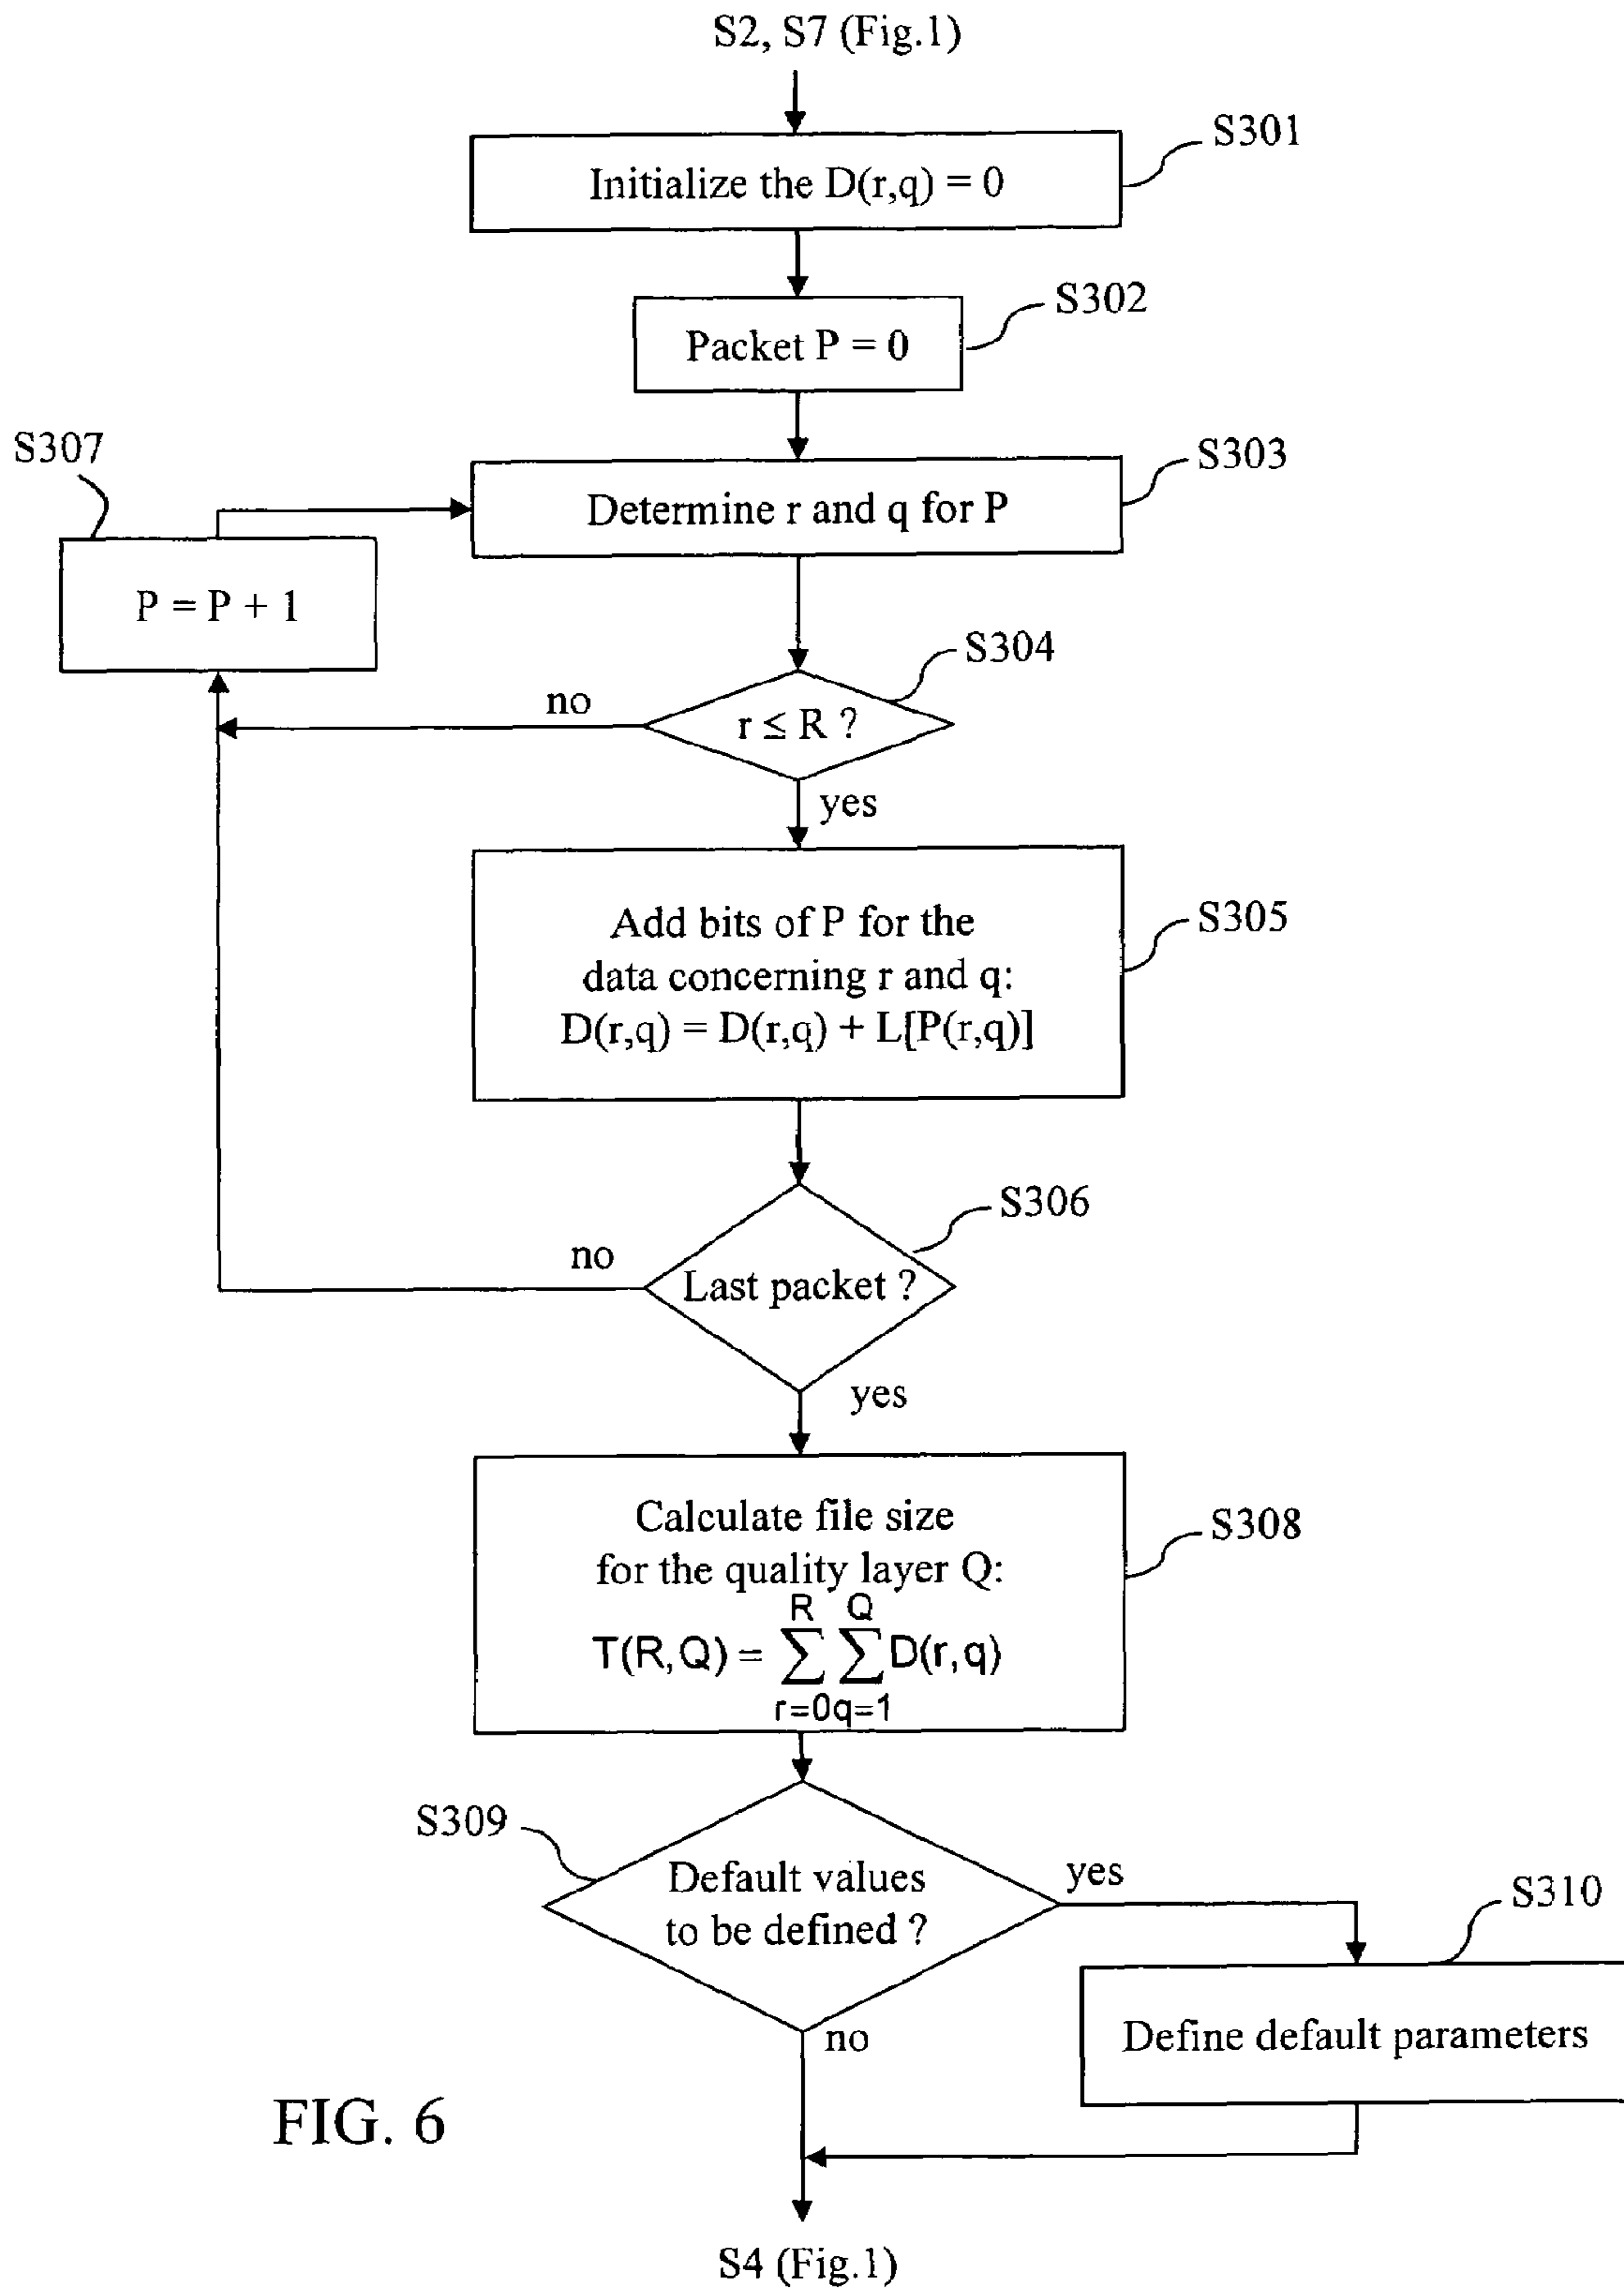 S2, S7 (Fig.1)
S301
Initialize the D(r,q) = 0
S302
Packet P = 0
S307
S303
Determine r and q for P
P = P + 1
S304
no
r ≤ R ?
yes
Add bits of P for the
data concerning r and q:
D(r,q) = D(r,q) + L[P(r,q)]
S305
S306
no
Last packet ?
yes
Calculate file size
for the quality layer Q:
S308
R Q
T(R,Q) = ∑ ∑ D(r,q)
r=0 q=1
S309
Default values
to be defined ?
yes
S310
Define default parameters
no
FIG. 6
S4 (Fig.1)